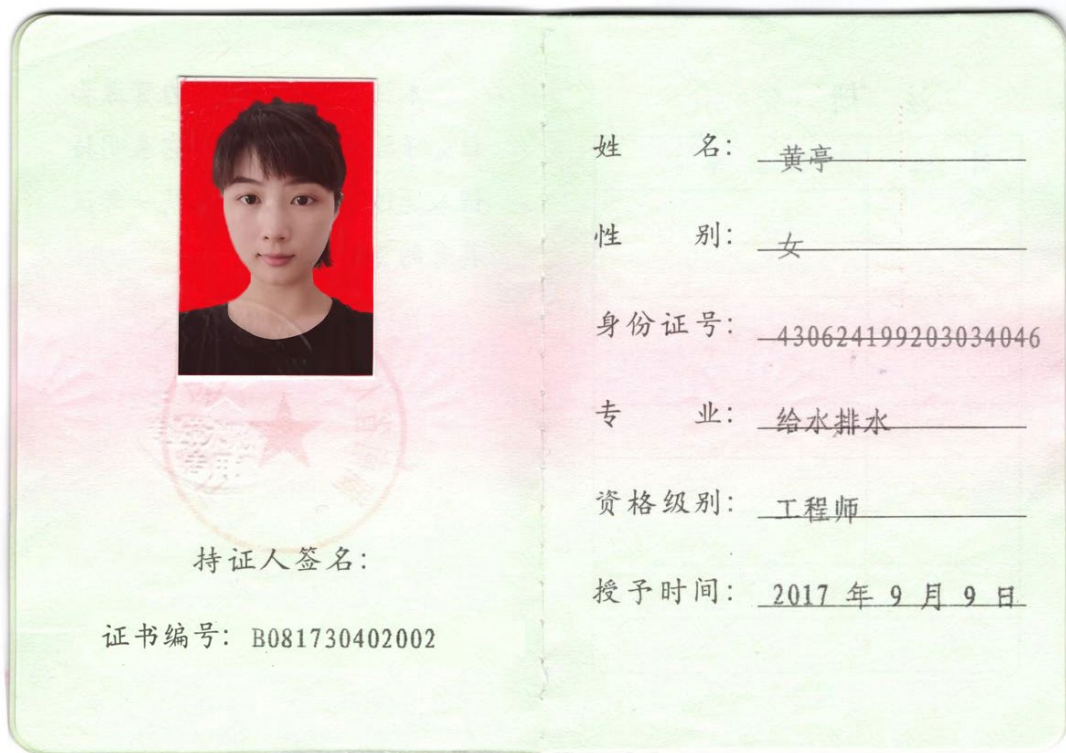 持证人签名：
证书编号：B081730402002
姓 名：黄亭
性 别：女
身份证号：430624199203034046
专 业：给水排水
资格级别：工程师
授予时间：2017 年 9 月 9 日